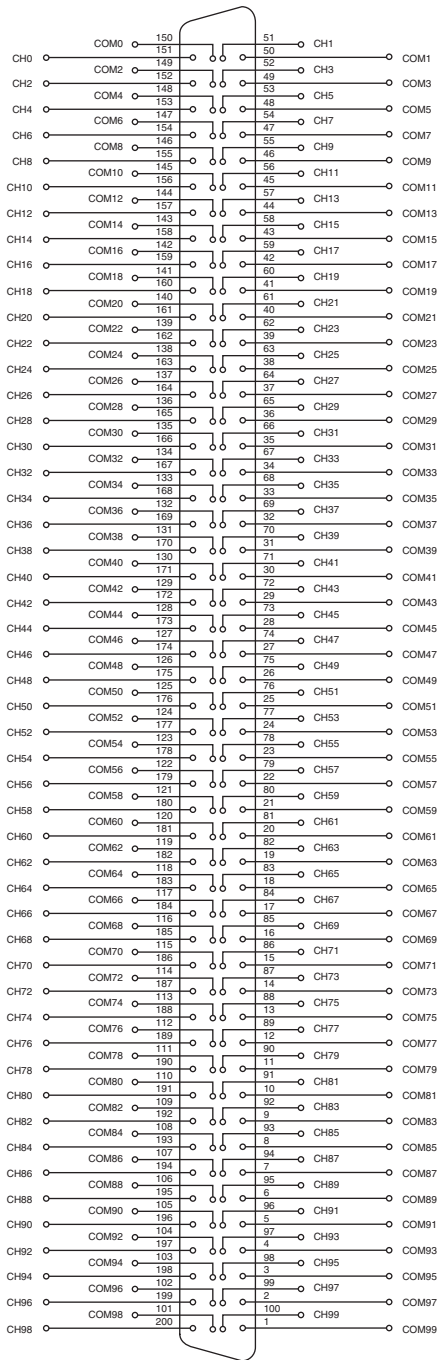 COM0 150 51 CH1
CH0 151 50 COM1
COM2 149 52 CH3
CH2 152 49 COM3
COM4 148 53 CH5
CH4 153 48 COM5
COM6 147 54 CH7
CH6 154 47 COM7
COM8 146 55 CH9
CH8 155 46 COM9
COM10 145 56 CH11
CH10 156 45 COM11
COM12 144 57 CH13
CH12 157 44 COM13
COM14 143 58 CH15
CH14 158 43 COM15
COM16 142 59 CH17
CH16 159 42 COM17
COM18 141 60 CH19
CH18 160 41 COM19
COM20 140 61 CH21
CH20 161 40 COM21
COM22 139 62 CH23
CH22 162 39 COM23
COM24 138 63 CH25
CH24 163 38 COM25
COM26 137 64 CH27
CH26 164 37 COM27
COM28 136 65 CH29
CH28 165 36 COM29
COM30 135 66 CH31
CH30 166 35 COM31
COM32 134 67 CH33
CH32 167 34 COM33
COM34 133 68 CH35
CH34 168 33 COM35
COM36 132 69 CH37
CH36 169 32 COM37
COM38 131 70 CH39
CH38 170 31 COM39
COM40 130 71 CH41
CH40 171 30 COM41
COM42 129 72 CH43
CH42 172 29 COM43
COM44 128 73 CH45
CH44 173 28 COM45
COM46 127 74 CH47
CH46 174 27 COM47
COM48 126 75 CH49
CH48 175 26 COM49
COM50 125 76 CH51
CH50 176 25 COM51
COM52 124 77 CH53
CH52 177 24 COM53
COM54 123 78 CH55
CH54 178 23 COM55
COM56 122 79 CH57
CH56 179 22 COM57
COM58 121 80 CH59
CH58 180 21 COM59
COM60 120 81 CH61
CH60 181 20 COM61
COM62 119 82 CH63
CH62 182 19 COM63
COM64 118 83 CH65
CH64 183 18 COM65
COM66 117 84 CH67
CH66 184 17 COM67
COM68 116 85 CH69
CH68 185 16 COM69
COM70 115 86 CH71
CH70 186 15 COM71
COM72 114 87 CH73
CH72 187 14 COM73
COM74 113 88 CH75
CH74 188 13 COM75
COM76 112 89 CH77
CH76 189 12 COM77
COM78 111 90 CH79
CH78 190 11 COM79
COM80 110 91 CH81
CH80 191 10 COM81
COM82 109 92 CH83
CH82 192 9 COM83
COM84 108 93 CH85
CH84 193 8 COM85
COM86 107 94 CH87
CH86 194 7 COM87
COM88 106 95 CH89
CH88 195 6 COM89
COM90 105 96 CH91
CH90 196 5 COM91
COM92 104 97 CH93
CH92 197 4 COM93
COM94 103 98 CH95
CH94 198 3 COM95
COM96 102 99 CH97
CH96 199 2 COM97
COM98 101 100 CH99
CH98 200 1 COM99